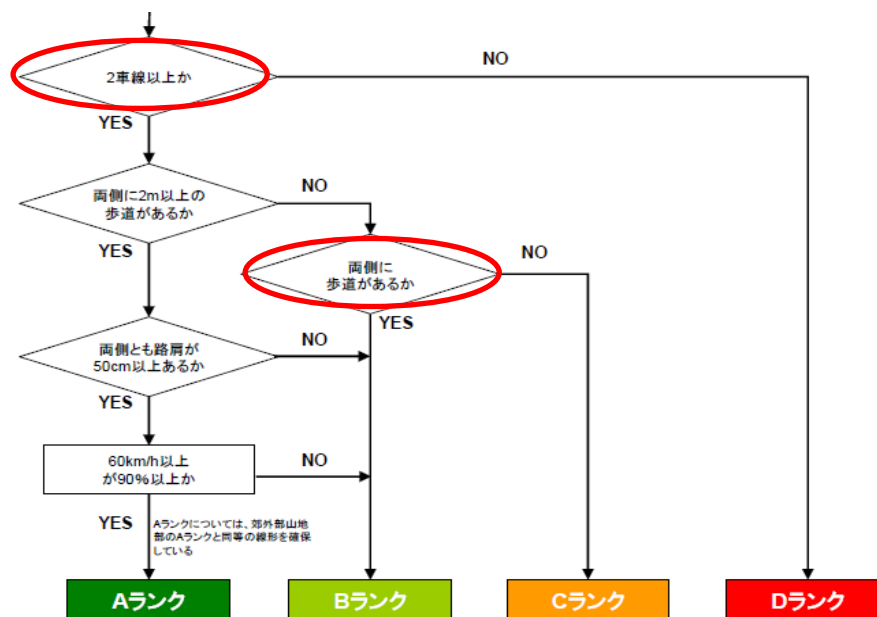 2車線以上か
NO
YES
両側に2m以上の
歩道があるか
NO
YES
両側に
歩道があるか
NO
YES
両側とも路肩が
50cm以上あるか
NO
YES
60km/h以上
が90%以上か
NO
YES
Aランクについては、郊外部山地
部のAランクと同等の線形を確保
している
Aランク
Bランク
Cランク
Dランク